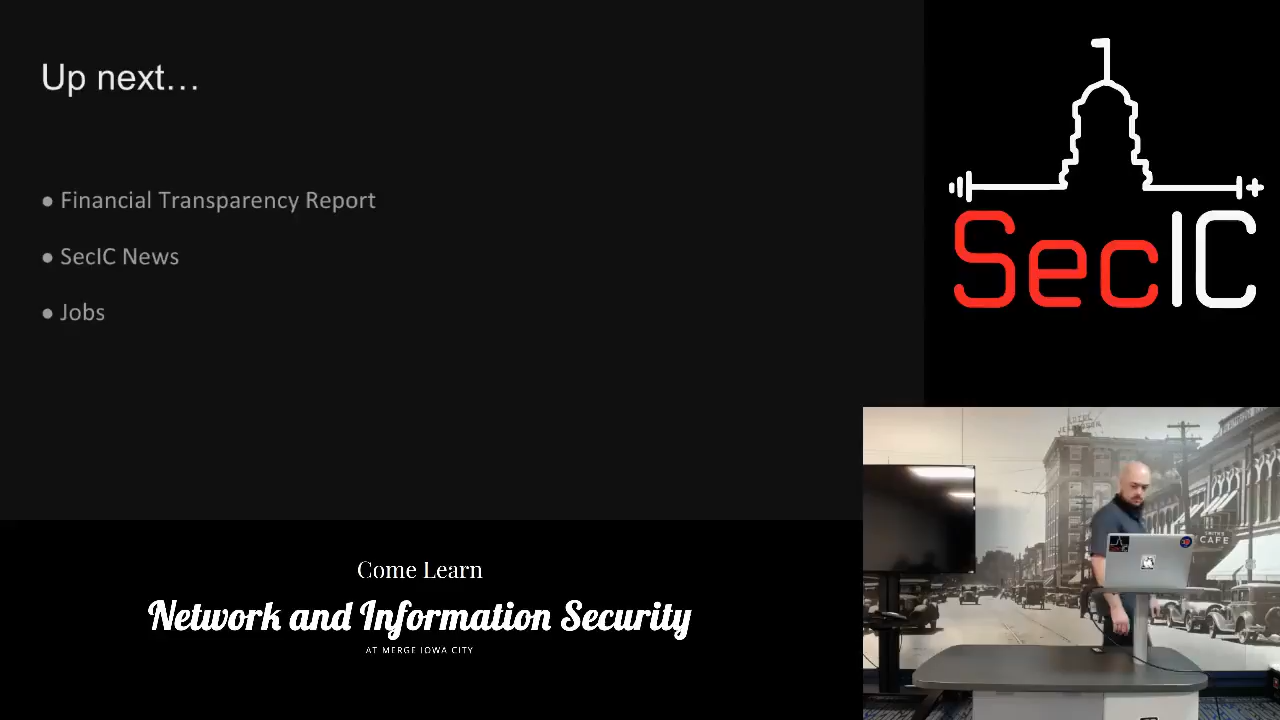 Up next…
● Financial Transparency Report
● SecIC News
● Jobs
SecIC
Come Learn
Network and Information Security
AT MERGE IOWA CITY
CAFE